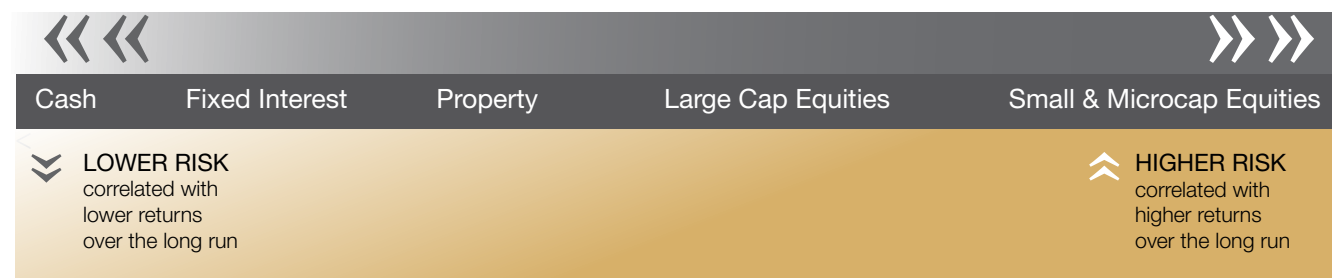 Cash Fixed Interest Property Large Cap Equities Small & Microcap Equities
LOWER RISK
correlated with
lower returns
over the long run
HIGHER RISK
correlated with
higher returns
over the long run